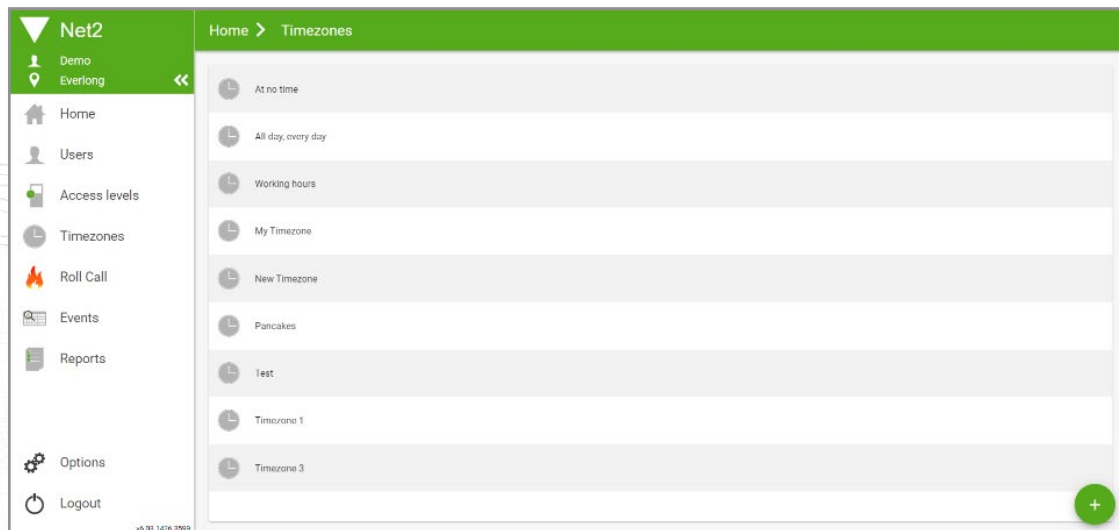 Net2
Demo
Everlong
Home
Users
Access levels
Timezones
Roll Call
Events
Reports
Options
Logout
Home > Timezones
At no time
All day, every day
Working hours
My Timezone
New Timezone
Pancakes
Test
Timezone 1
Timezone 3